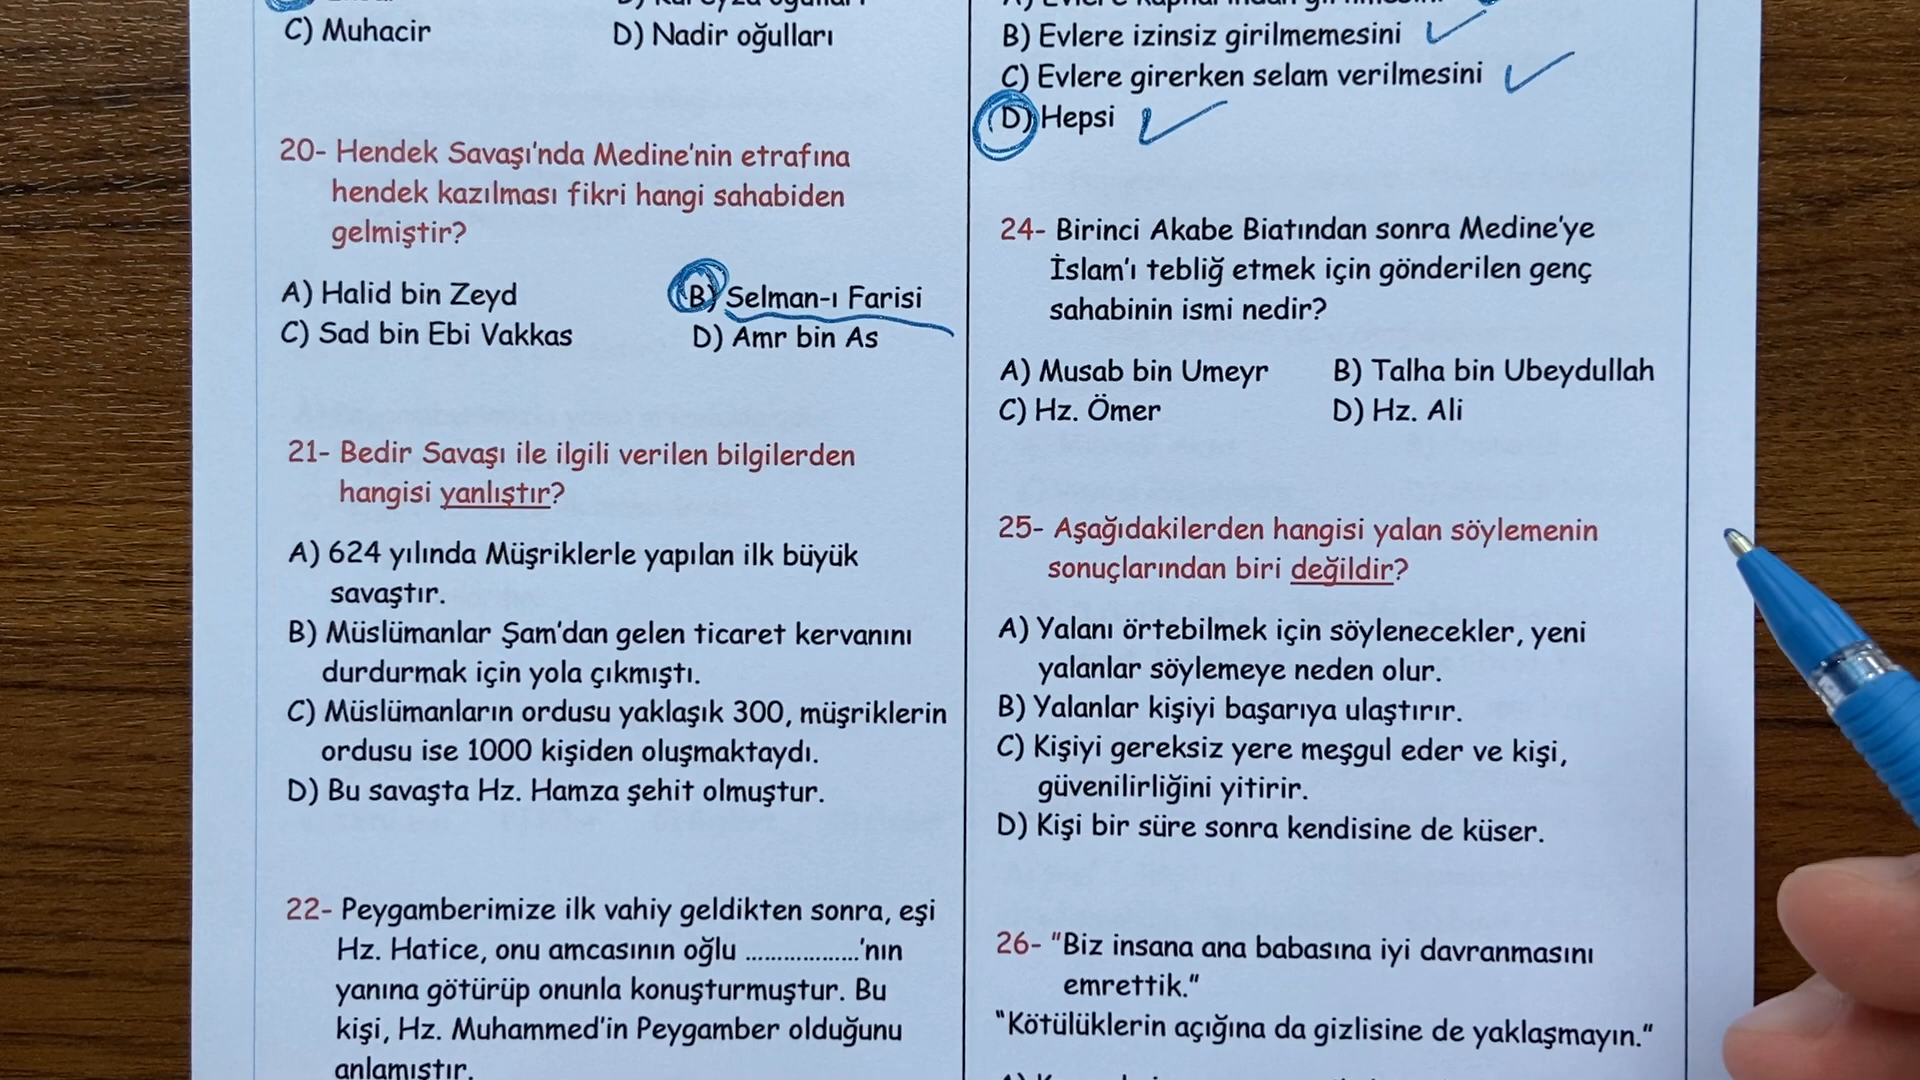 C) Muhacir
D) Nadir oğulları
20- Hendek Savaşı'nda Medine'nin etrafına
hendek kazılması fikri hangi sahabiden
gelmiştir?
A) Halid bin Zeyd
B) Selman-ı Farisi
C) Sad bin Ebi Vakkas
D) Amr bin As
21- Bedir Savaşı ile ilgili verilen bilgilerden
hangisi yanlıştır?
A) 624 yılında Müşriklerle yapılan ilk büyük
savaştır.
B) Müslümanlar Şam'dan gelen ticaret kervanını
durdurmak için yola çıkmıştı.
C) Müslümanların ordusu yaklaşık 300, müşriklerin
ordusu ise 1000 kişiden oluşmaktaydı.
D) Bu savaşta Hz. Hamza şehit olmuştur.
22- Peygamberimize ilk vahiy geldikten sonra, eşi
Hz. Hatice, onu amcasının oğlu ..................'nın
yanına götürüp onunla konuşturmuştur. Bu
kişi, Hz. Muhammed'in Peygamber olduğunu
anlamıştır.
B) Evlere izinsiz girilmemesini
C) Evlere girerken selam verilmesini
D) Hepsi
24- Birinci Akabe Biatından sonra Medine'ye
İslam'ı tebliğ etmek için gönderilen genç
sahabinin ismi nedir?
A) Musab bin Umeyr
B) Talha bin Ubeydullah
C) Hz. Ömer
D) Hz. Ali
25- Aşağıdakilerden hangisi yalan söylemenin
sonuçlarından biri değildir?
A) Yalanı örtebilmek için söylenecekler, yeni
yalanlar söylemeye neden olur.
B) Yalanlar kişiyi başarıya ulaştırır.
C) Kişiyi gereksiz yere meşgul eder ve kişi,
güvenilirliğini yitirir.
D) Kişi bir süre sonra kendisine de küser.
26- "Biz insana ana babasına iyi davranmasını
emrettik."
"Kötülüklerin açığına da gizlisine de yaklaşmayın."